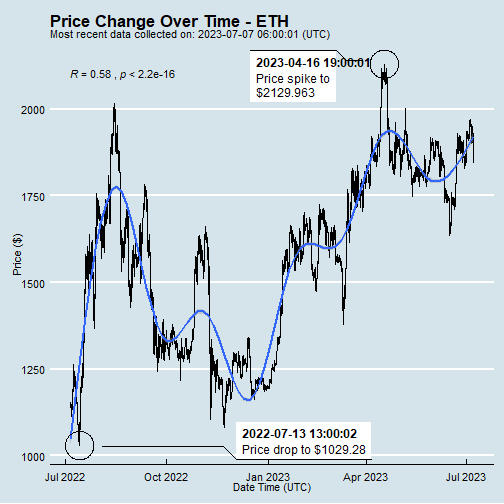 Price Change Over Time - ETH
Most recent data collected on: 2023-07-07 06:00:01 (UTC)
R = 0.58 , p < 2.2e-16
2023-04-16 19:00:01
Price spike to
$2129.963
2000
1750
1500
1250
1000
Price ($)
2022-07-13 13:00:02
Price drop to $1029.28
Jul 2022
Oct 2022
Jan 2023
Apr 2023
Jul 2023
Date Time (UTC)